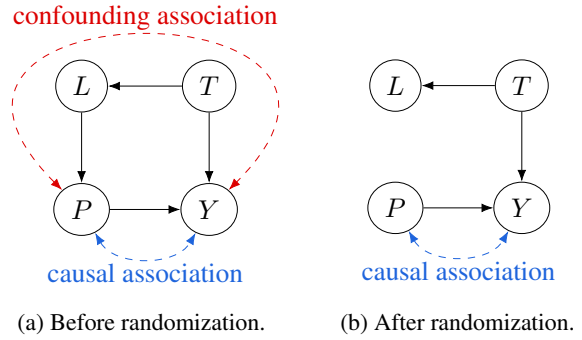 confounding association
L T L T
P Y P Y
causal association causal association
(a) Before randomization. (b) After randomization.